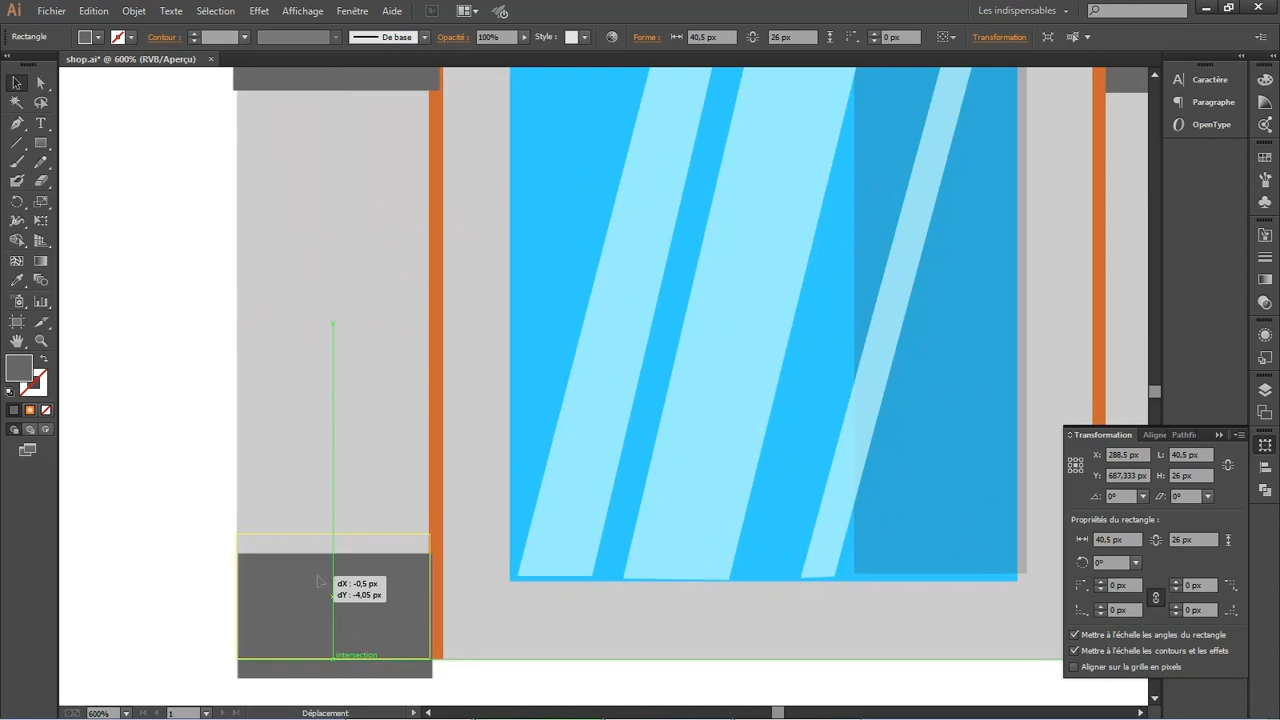 Ai Fichier Edition Objet Texte Sélection Effet Affichage Fenêtre Aide Br Les indispensables
Rectangle Contour : De base Opacité : 100% Style : Forme : 40,5 px 26 px 0 px Transformation
shop.ai* @ 600% (RVB/Aperçu) ×
A Caractère
¶ Paragraphe
O OpenType
T
Transformation Aligne Pathfi
X: 288,5 px L: 40,5 px
Y: 687,333 px H: 26 px
0° 0°
Propriétés du rectangle :
40,5 px 26 px
0°
0 px 0 px
0 px 0 px
Mettre à l'échelle les angles du rectangle
Mettre à l'échelle les contours et les effets
Aligner sur la grille en pixels
dX : -0,5 px
dY : -4,05 px
intersection
600% 1 Déplacement